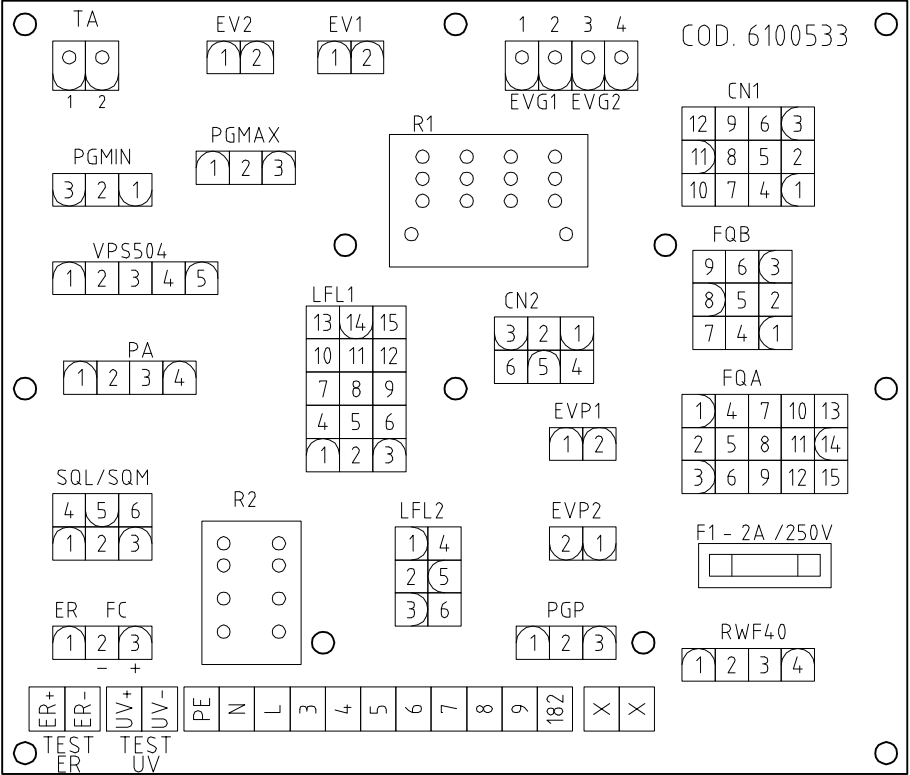 TA
1 2
EV2
1 2
EV1
1 2
1 2 3 4
EVG1 EVG2
COD. 6100533
CN1
12 9 6 3
11 8 5 2
10 7 4 1
PGMAX
1 2 3
R1
PGMIN
3 2 1
VPS504
1 2 3 4 5
FQB
9 6 3
8 5 2
7 4 1
LFL1
13 14 15
10 11 12
7 8 9
4 5 6
1 2 3
CN2
3 2 1
6 5 4
PA
1 2 3 4
FQA
1 4 7 10 13
2 5 8 11 14
3 6 9 12 15
EVP1
1 2
SQL/SQM
4 5 6
1 2 3
R2
LFL2
1 4
2 5
3 6
EVP2
2 1
F1 - 2A /250V
ER FC
1 2 3
- +
PGP
1 2 3
RWF40
1 2 3 4
ER+ ER- UV+ UV- PE N L 3 4 5 6 7 8 9 182 X X
TEST ER
TEST UV